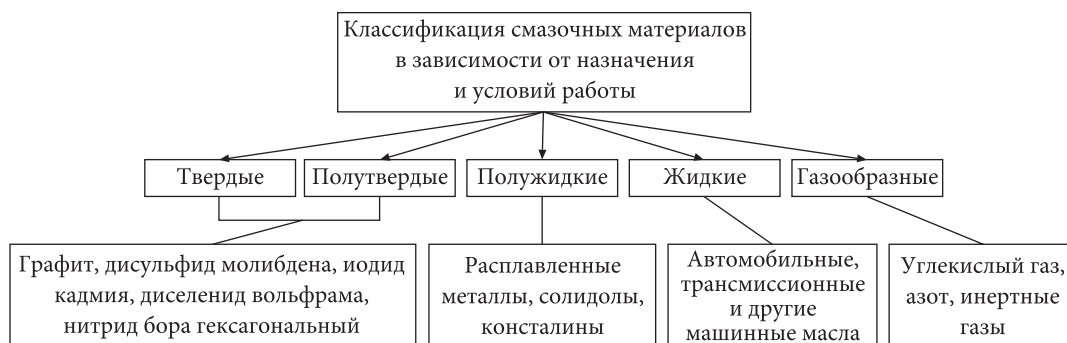 Классификация смазочных материалов
в зависимости от назначения
и условий работы
Твердые
Полутвердые
Полужидкие
Жидкие
Газообразные
Графит, дисульфид молибдена, иодид
кадмия, диселенид вольфрама,
нитрид бора гексагональный
Расплавленные
металлы, солидолы,
консталины
Автомобильные,
трансмиссионные
и другие
машинные масла
Углекислый газ,
азот, инертные
газы